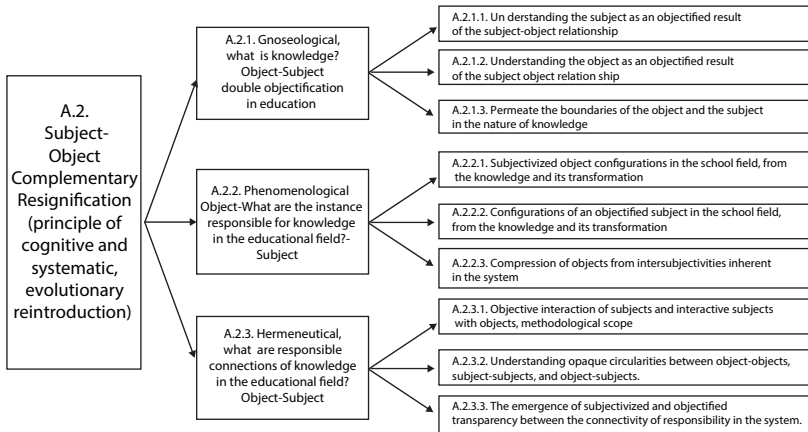 A.2.
Subject-
Object
Complementary
Resignification
(principle of
cognitive and
systematic,
evolutionary
reintroduction)
A.2.1. Gnoseological,
what is knowledge?
Object-Subject
double objectification
in education
A.2.1.1. Un derstanding the subject as an objectified result
of the subject-object relationship
A.2.1.2. Understanding the object as an objectified result
of the subject object relation ship
A.2.1.3. Permeate the boundaries of the object and the subject
in the nature of knowledge
A.2.2. Phenomenological
Object-What are the instance
responsible for knowledge
in the educational field?-
Subject
A.2.2.1. Subjectivized object configurations in the school field, from
the knowledge and its transformation
A.2.2.2. Configurations of an objectified subject in the school field,
from the knowledge and its transformation
A.2.2.3. Compression of objects from intersubjectivities inherent
in the system
A.2.3. Hermeneutical,
what are responsible
connections of knowledge
in the educational field?
Object-Subject
A.2.3.1. Objective interaction of subjects and interactive subjects
with objects, methodological scope
A.2.3.2. Understanding opaque circularities between object-objects,
subject-subjects, and object-subjects.
A.2.3.3. The emergence of subjectivized and objectified
transparency between the connectivity of responsibility in the system.